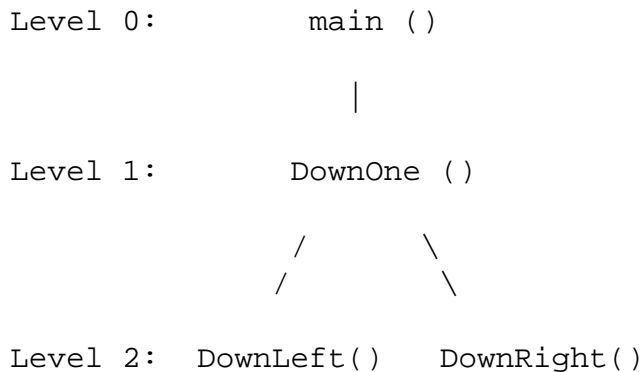 Level 0: main ()
|
Level 1: DownOne ()
/ \
/ \
Level 2: DownLeft() DownRight()